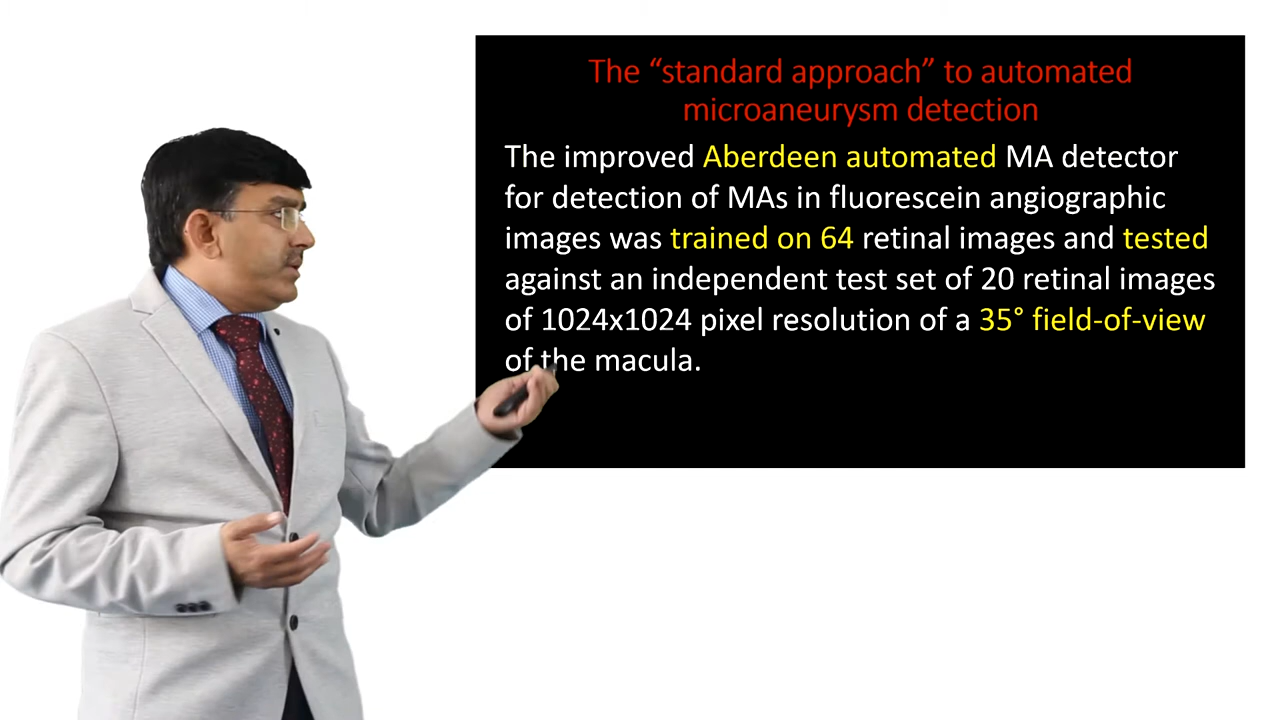 The “standard approach” to automated
microaneurysm detection
The improved Aberdeen automated MA detector
for detection of MAs in fluorescein angiographic
images was trained on 64 retinal images and tested
against an independent test set of 20 retinal images
of 1024x1024 pixel resolution of a 35° field-of-view
of the macula.